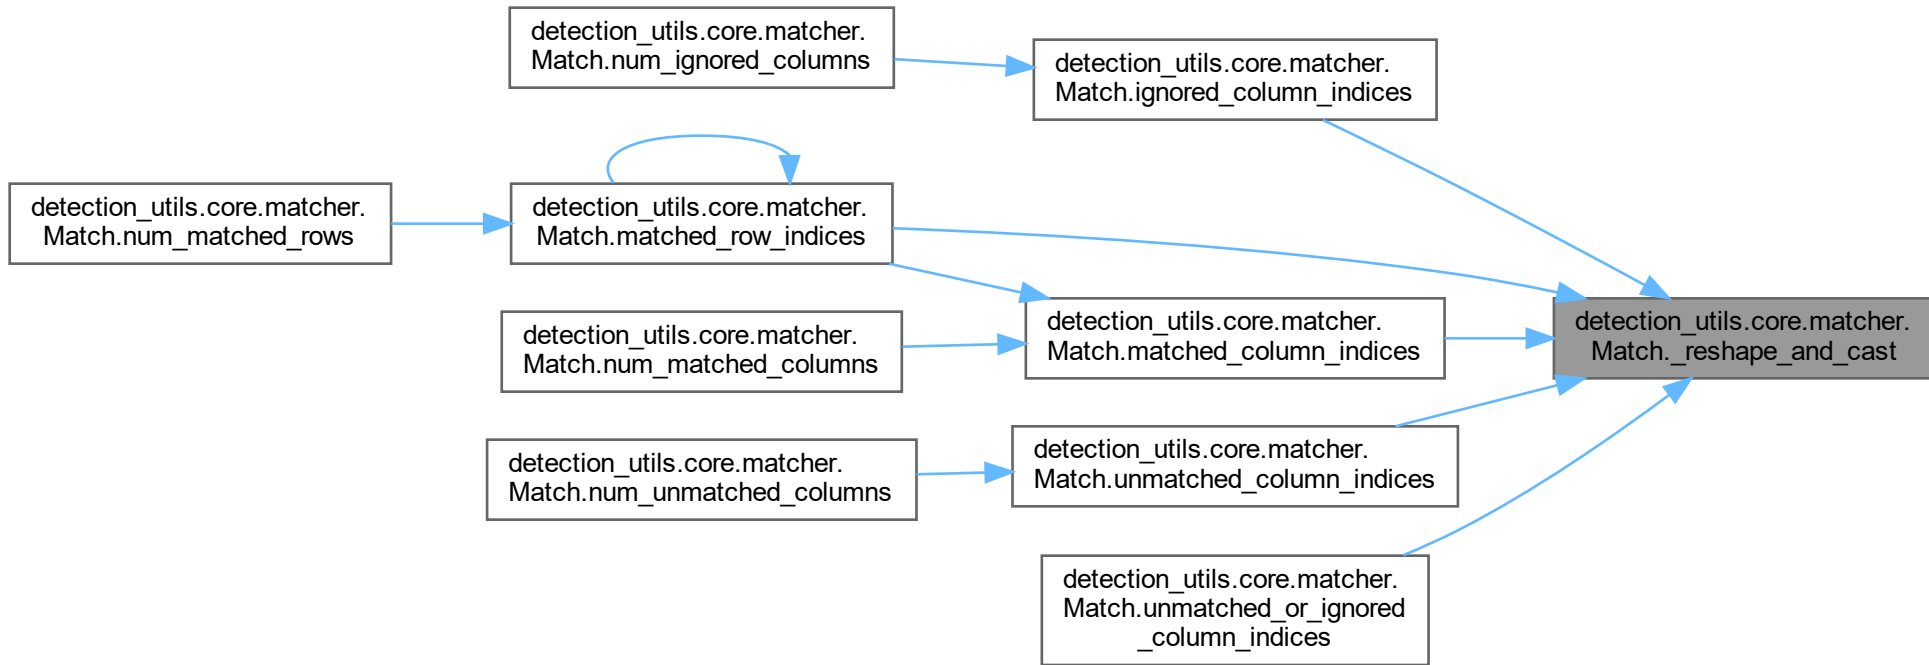 detection_utils.core.matcher.
Match.num_ignored_columns
detection_utils.core.matcher.
Match.ignored_column_indices
detection_utils.core.matcher.
Match.num_matched_rows
detection_utils.core.matcher.
Match.matched_row_indices
detection_utils.core.matcher.
Match.num_matched_columns
detection_utils.core.matcher.
Match.matched_column_indices
detection_utils.core.matcher.
Match._reshape_and_cast
detection_utils.core.matcher.
Match.num_unmatched_columns
detection_utils.core.matcher.
Match.unmatched_column_indices
detection_utils.core.matcher.
Match.unmatched_or_ignored
_column_indices